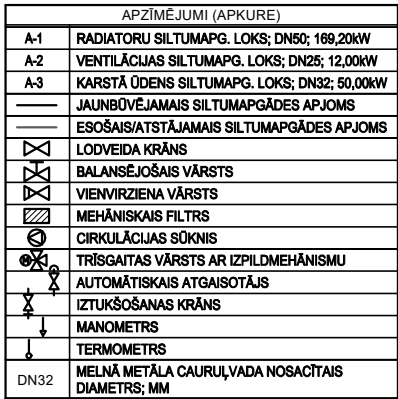 APZĪMĒJUMI (APKURE)
A-1 RADIATORU SILTUMAPG. LOKS; DN50; 169,20kW
A-2 VENTILĀCIJAS SILTUMAPG. LOKS; DN25; 12,00kW
A-3 KARSTĀ ŪDENS SILTUMAPG. LOKS; DN32; 50,00kW
JAUNBŪVĒJAMAIS SILTUMAPGĀDES APJOMS
ESOŠAIS/ATSTĀJAMAIS SILTUMAPGĀDES APJOMS
LODVEIDA KRĀNS
BALANSĒJOŠAIS VĀRSTS
VIENVIRZIENA VĀRSTS
MEHĀNISKAIS FILTRS
CIRKULĀCIJAS SŪKNIS
TRĪSGAITAS VĀRSTS AR IZPILDMEHĀNISMU
AUTOMĀTISKAIS ATGAISOTĀJS
IZTUKŠOŠANAS KRĀNS
MANOMETRS
TERMOMETRS
DN32 MELNĀ METĀLA CAURUĻVADA NOSACĪTAIS
DIAMETRS; MM